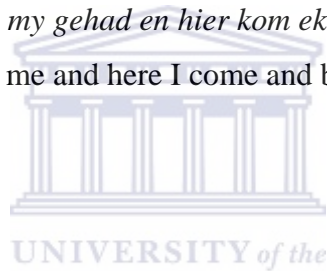 my gehad en hier kom ek
me and here I come and b
UNIVERSITY of the